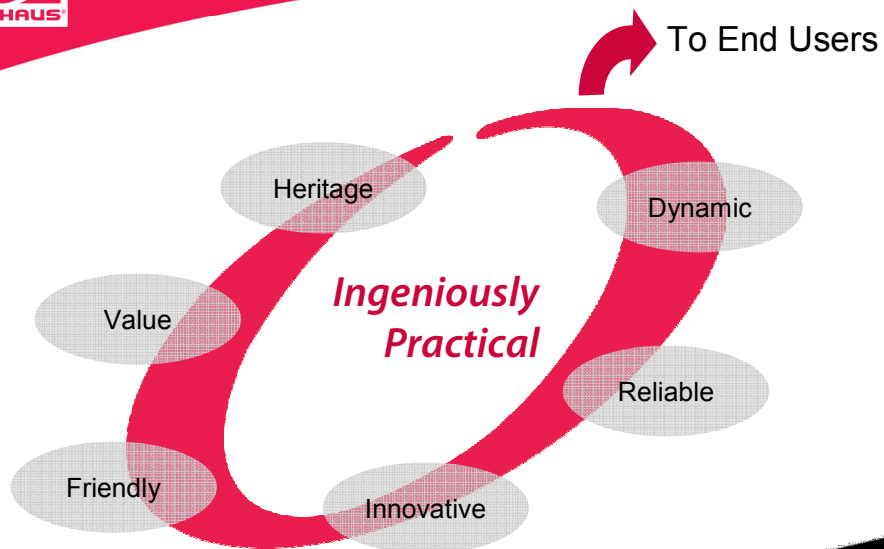 HAUS®
To End Users
Heritage
Dynamic
Ingeniously
Practical
Value
Reliable
Friendly
Innovative